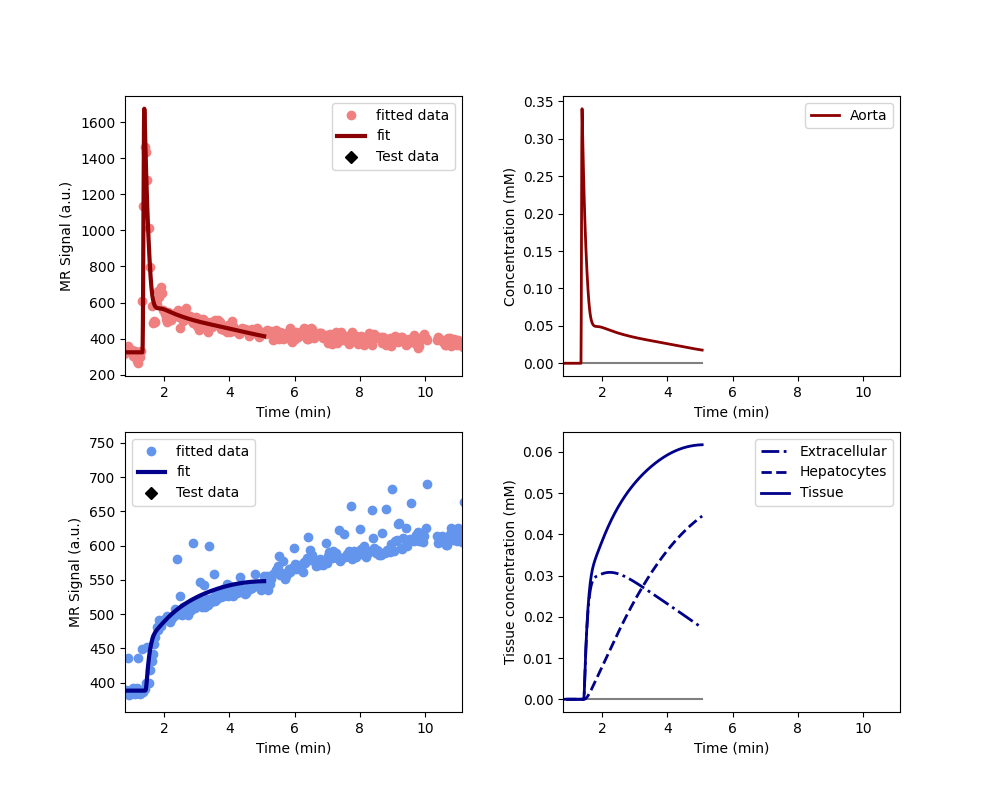 fitted data
fit
Test data
1600
1400
1200
1000
800
600
400
200
MR Signal (a.u.)
2 4 6 8 10
Time (min)
Aorta
0.35
0.30
0.25
0.20
0.15
0.10
0.05
0.00
Concentration (mM)
2 4 6 8 10
Time (min)
fitted data
fit
Test data
750
700
650
600
550
500
450
400
MR Signal (a.u.)
2 4 6 8 10
Time (min)
Extracellular
Hepatocytes
Tissue
0.06
0.05
0.04
0.03
0.02
0.01
0.00
Tissue concentration (mM)
2 4 6 8 10
Time (min)